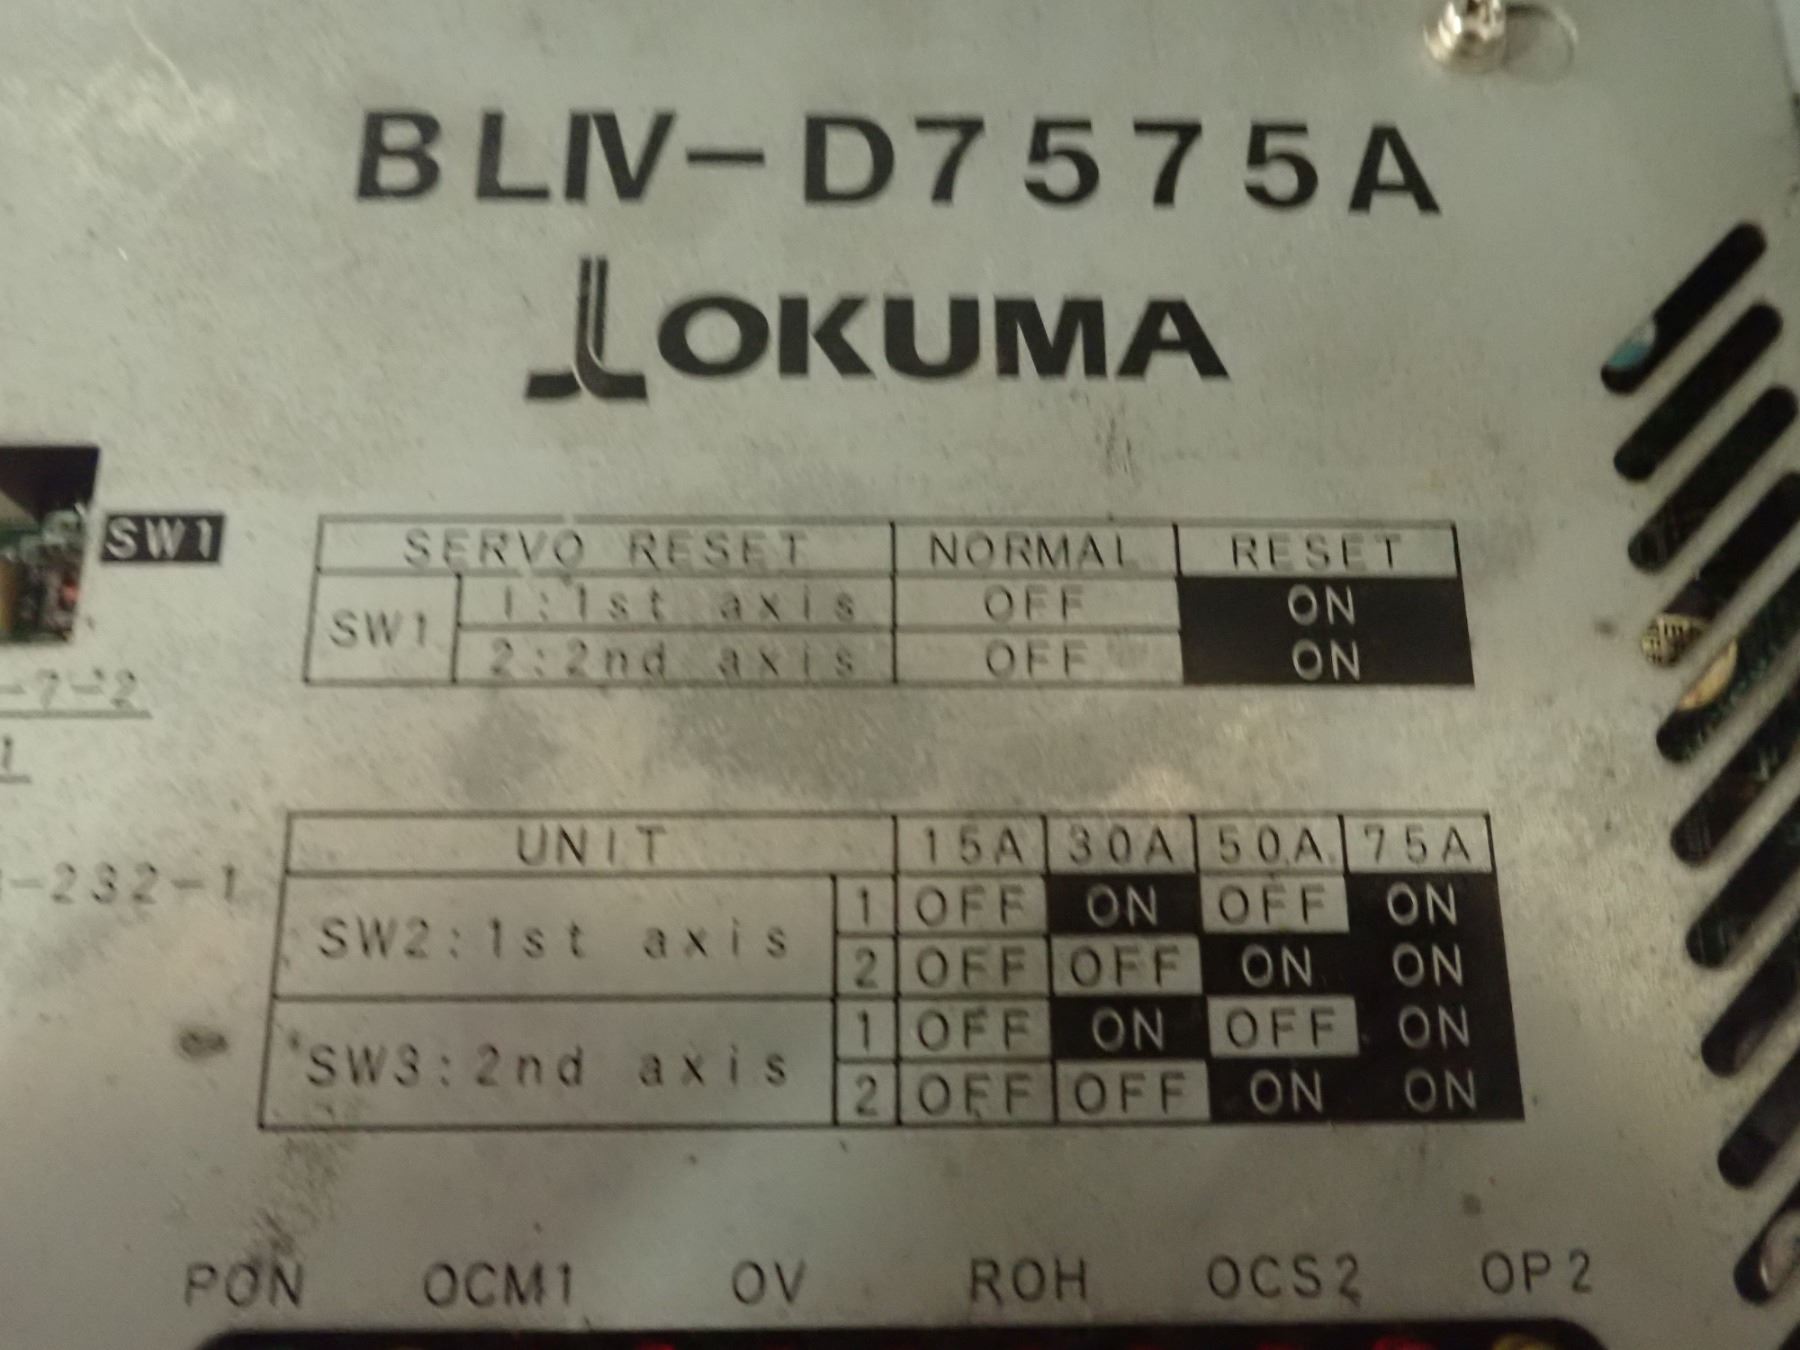 BLIV-D7575A
OKUMA
SW1
SERVO RESET NORMAL RESET
SW1 1:1st axis OFF ON
2:2nd axis OFF ON
-7-2
1
UNIT 15A 30A 50A 75A
-232-1
SW2:1st axis 1 OFF ON OFF ON
2 OFF OFF ON ON
SW3:2nd axis 1 OFF ON OFF ON
2 OFF OFF ON ON
PON OCM1 OV ROH OCS2 OP2